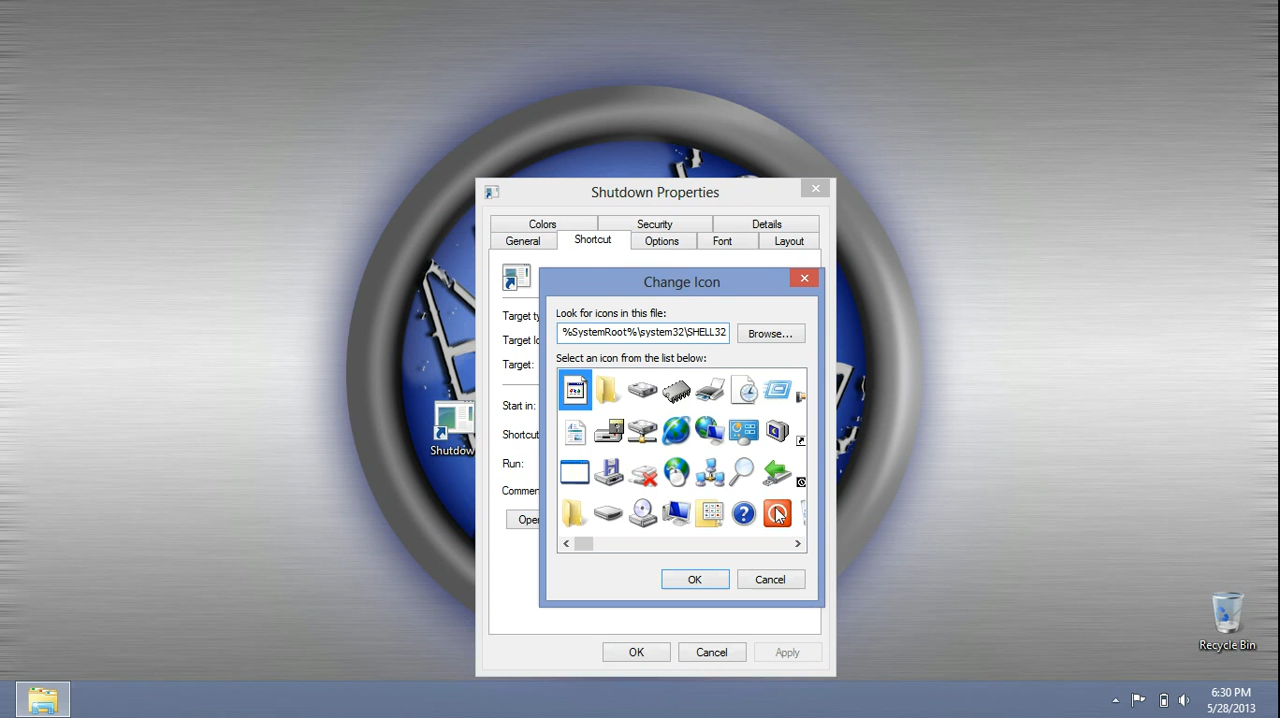 Shutdown Properties
Colors
Security
Details
General
Shortcut
Options
Font
Layout
Target ty
Target lo
Target:
Start in:
Shortcut
Run:
Comme
Oper
Change Icon
Look for icons in this file:
%SystemRoot%\system32\SHELL32
Browse...
Select an icon from the list below:
OK
Cancel
OK
Cancel
Apply
Shutdow
Recycle Bin
6:30 PM
5/28/2013